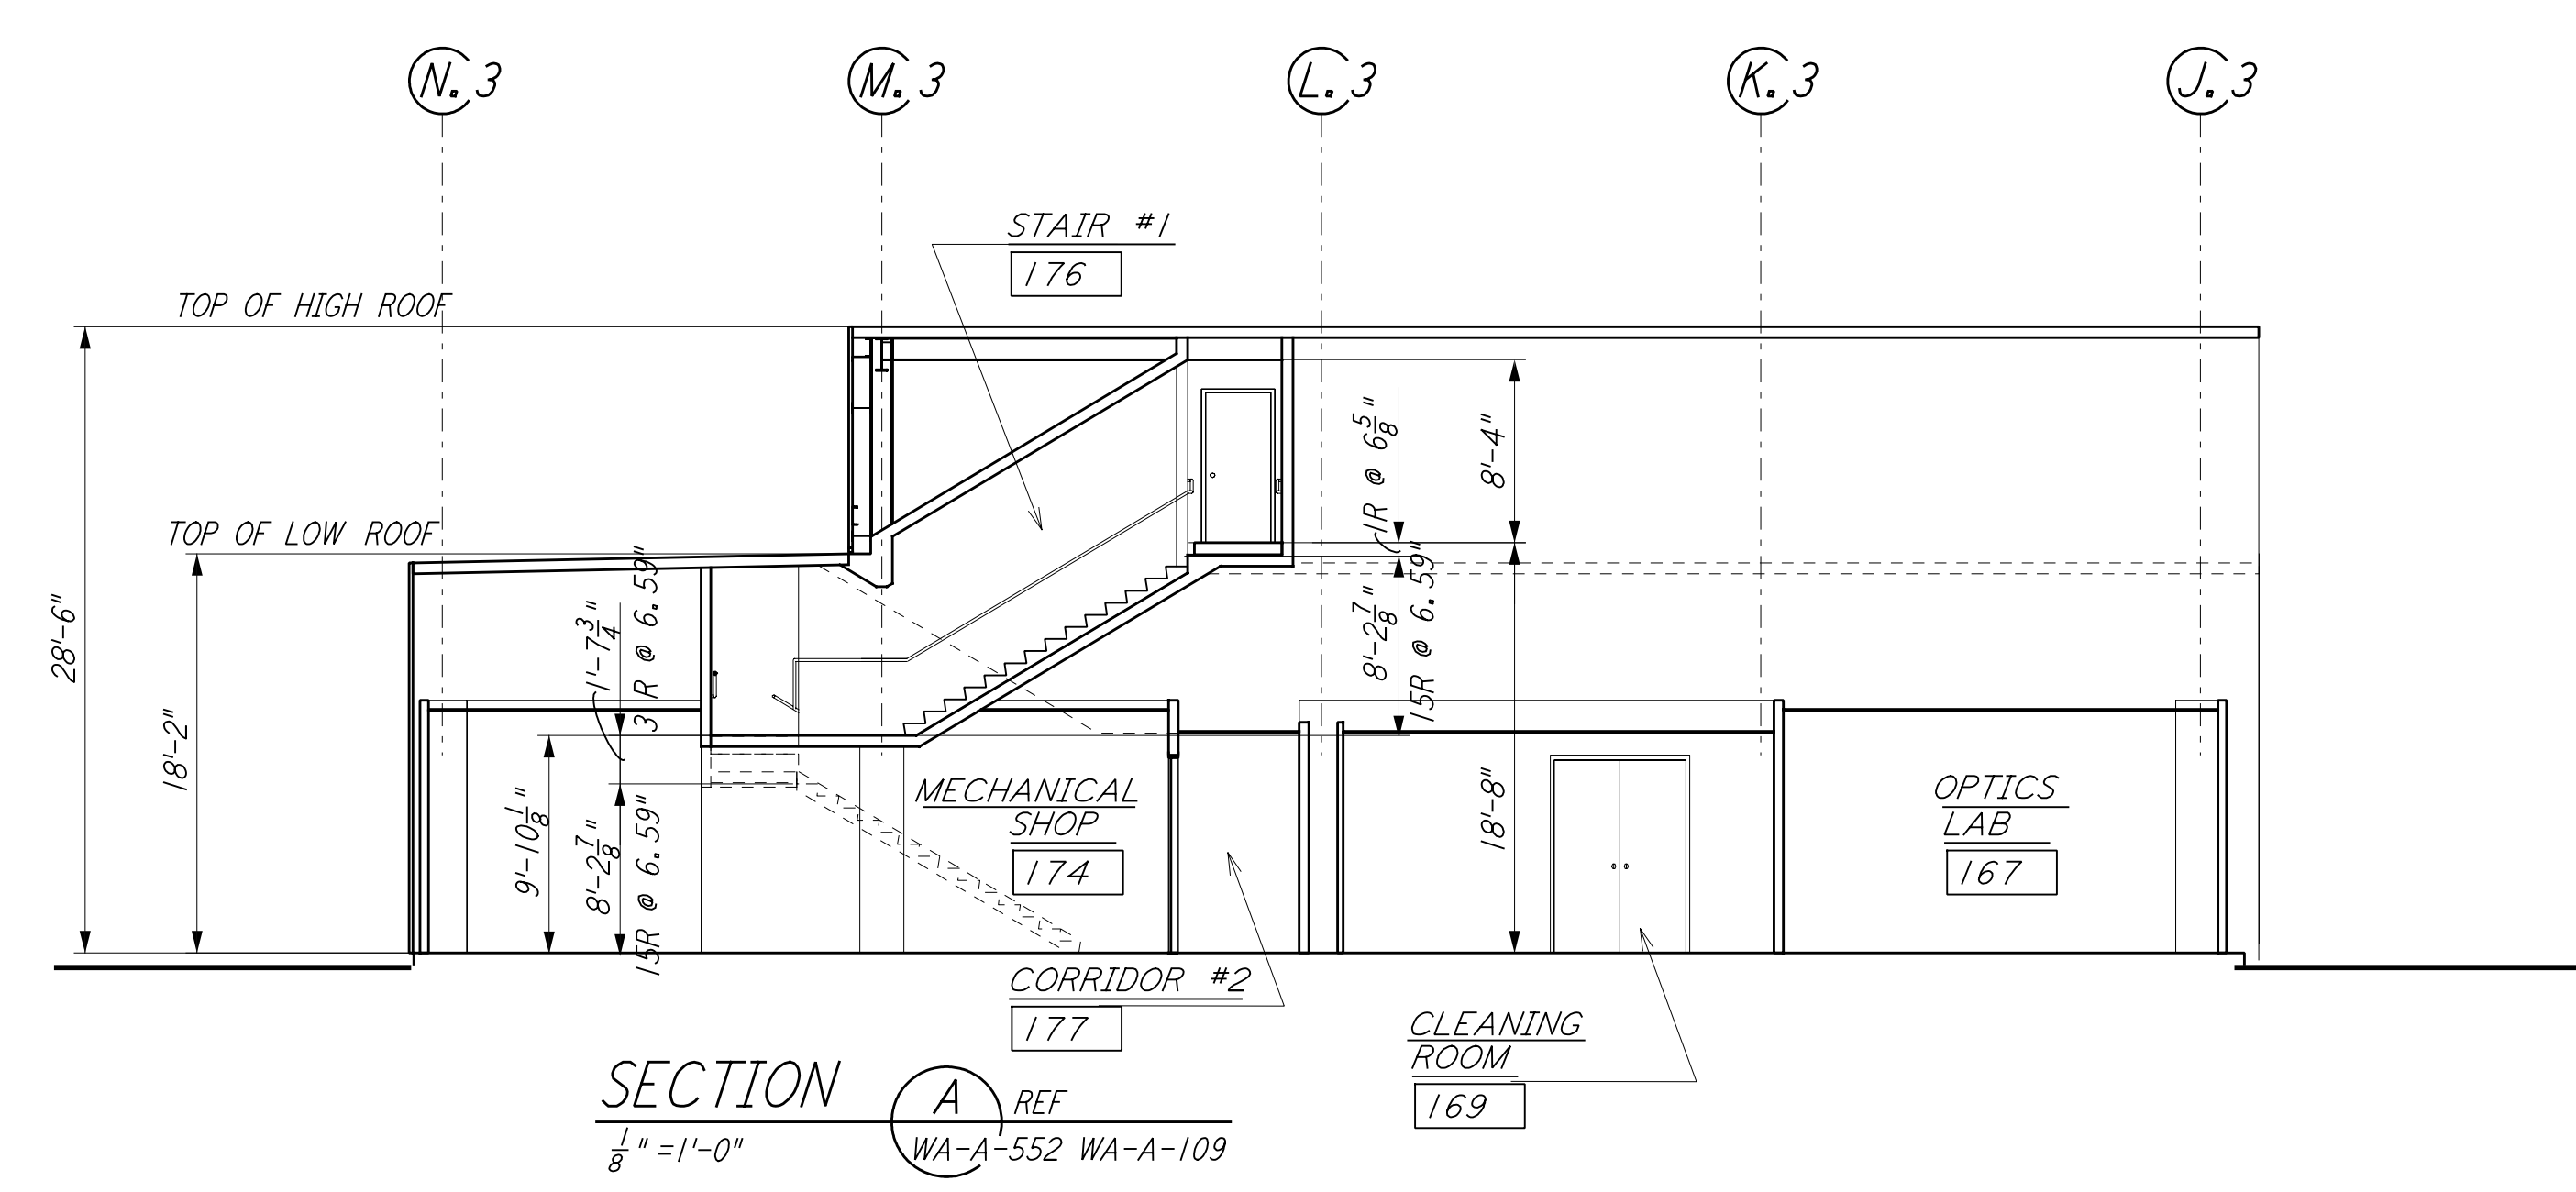 N.3 M.3 L.3 K.3 J.3
STAIR #1
176
TOP OF HIGH ROOF
TOP OF LOW ROOF
28'-6"
18'-2"
9'-10 1/8"
1'-7 3/4"
3 R @ 6.59"
8'-2 7/8"
15R @ 6.59"
1R @ 6 5/8"
8'-4"
8'-2 7/8"
15R @ 6.59"
18'-8"
MECHANICAL
SHOP
174
OPTICS
LAB
167
CORRIDOR #2
177
CLEANING
ROOM
169
SECTION A REF
1/8" =1'-0" WA-A-552 WA-A-109